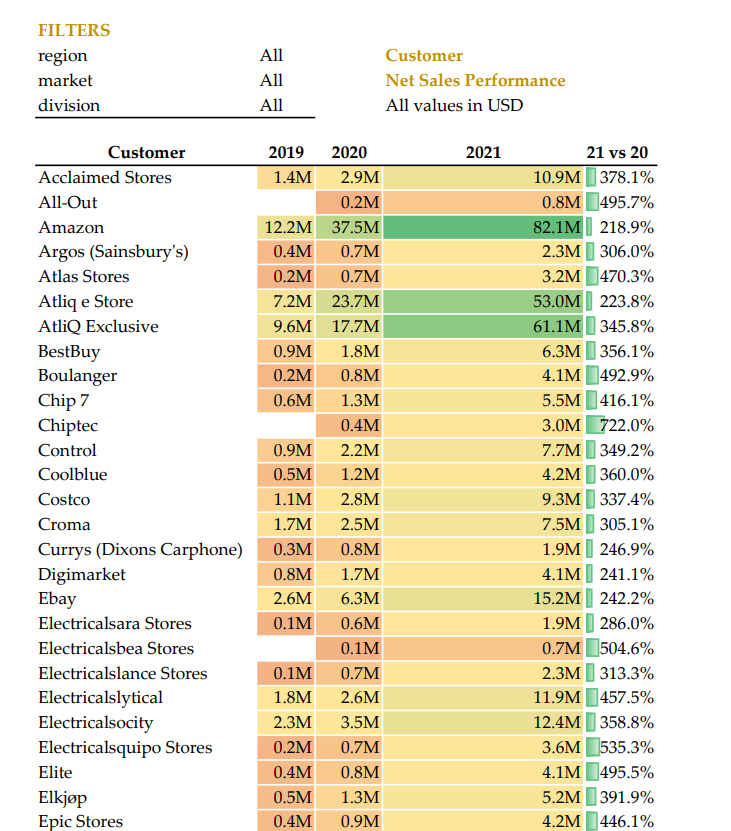 FILTERS
region All Customer
market All Net Sales Performance
division All All values in USD
Customer 2019 2020 2021 21 vs 20
Acclaimed Stores 1.4M 2.9M 10.9M 378.1%
All-Out 0.2M 0.8M 495.7%
Amazon 12.2M 37.5M 82.1M 218.9%
Argos (Sainsbury's) 0.4M 0.7M 2.3M 306.0%
Atlas Stores 0.2M 0.7M 3.2M 470.3%
Atliq e Store 7.2M 23.7M 53.0M 223.8%
AtliQ Exclusive 9.6M 17.7M 61.1M 345.8%
BestBuy 0.9M 1.8M 6.3M 356.1%
Boulanger 0.2M 0.8M 4.1M 492.9%
Chip 7 0.6M 1.3M 5.5M 416.1%
Chiptec 0.4M 3.0M 722.0%
Control 0.9M 2.2M 7.7M 349.2%
Coolblue 0.5M 1.2M 4.2M 360.0%
Costco 1.1M 2.8M 9.3M 337.4%
Croma 1.7M 2.5M 7.5M 305.1%
Currys (Dixons Carphone) 0.3M 0.8M 1.9M 246.9%
Digimarket 0.8M 1.7M 4.1M 241.1%
Ebay 2.6M 6.3M 15.2M 242.2%
Electricalsara Stores 0.1M 0.6M 1.9M 286.0%
Electricalsbea Stores 0.1M 0.7M 504.6%
Electricalslance Stores 0.1M 0.7M 2.3M 313.3%
Electricalslytical 1.8M 2.6M 11.9M 457.5%
Electricalsocity 2.3M 3.5M 12.4M 358.8%
Electricalsquipo Stores 0.2M 0.7M 3.6M 535.3%
Elite 0.4M 0.8M 4.1M 495.5%
Elkjøp 0.5M 1.3M 5.2M 391.9%
Epic Stores 0.4M 0.9M 4.2M 446.1%